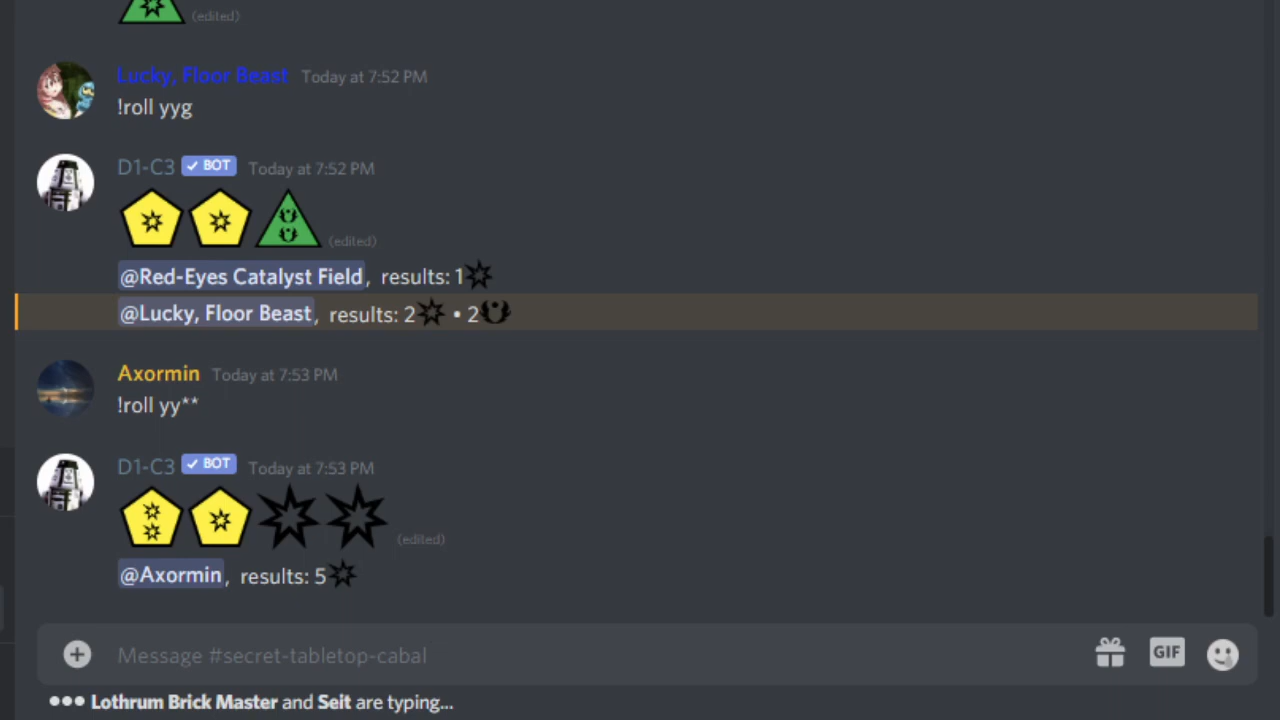 (edited)
Lucky, Floor Beast Today at 7:52 PM
!roll yyg
D1-C3 BOT Today at 7:52 PM
(edited)
@Red-Eyes Catalyst Field, results: 1
@Lucky, Floor Beast, results: 2 • 2
Axormin Today at 7:53 PM
!roll yy**
D1-C3 BOT Today at 7:53 PM
(edited)
@Axormin, results: 5
Message #secret-tabletop-cabal
GIF
Lothrum Brick Master and Seit are typing...